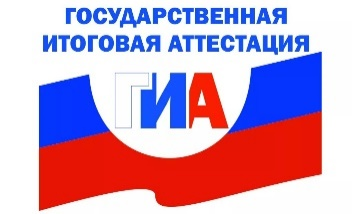 ГОСУДАРСТВЕННАЯ
ИТОГОВАЯ АТТЕСТАЦИЯ
ГИА